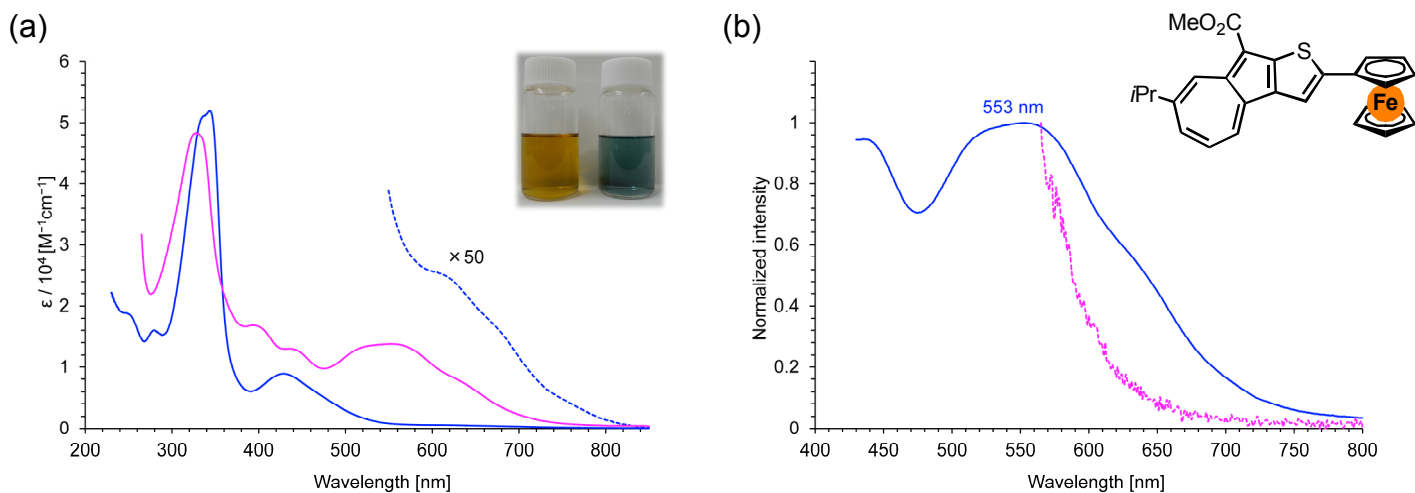 (a)
6
5
4
3
2
1
0
ε / 10⁴ [M⁻¹cm⁻¹]
× 50
200 300 400 500 600 700 800
Wavelength [nm]
(b)
MeO₂C
S
iPr
Fe
553 nm
1
0.8
0.6
0.4
0.2
0
Normalized intensity
400 450 500 550 600 650 700 750 800
Wavelength [nm]